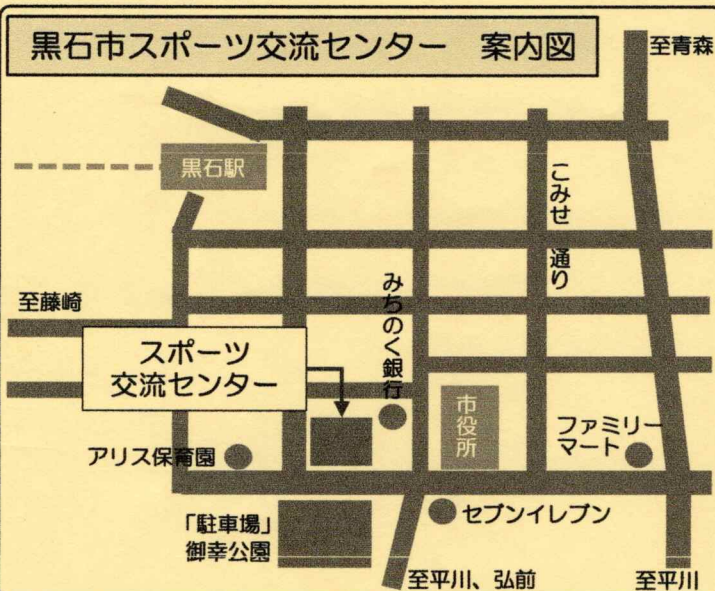 黒石市スポーツ交流センター 案内図
至青森
黒石駅
こみせ通り
至藤崎
みちのく銀行
スポーツ
交流センター
市役所
ファミリー
マート
アリス保育園
セブンイレブン
「駐車場」
御幸公園
至平川、弘前
至平川